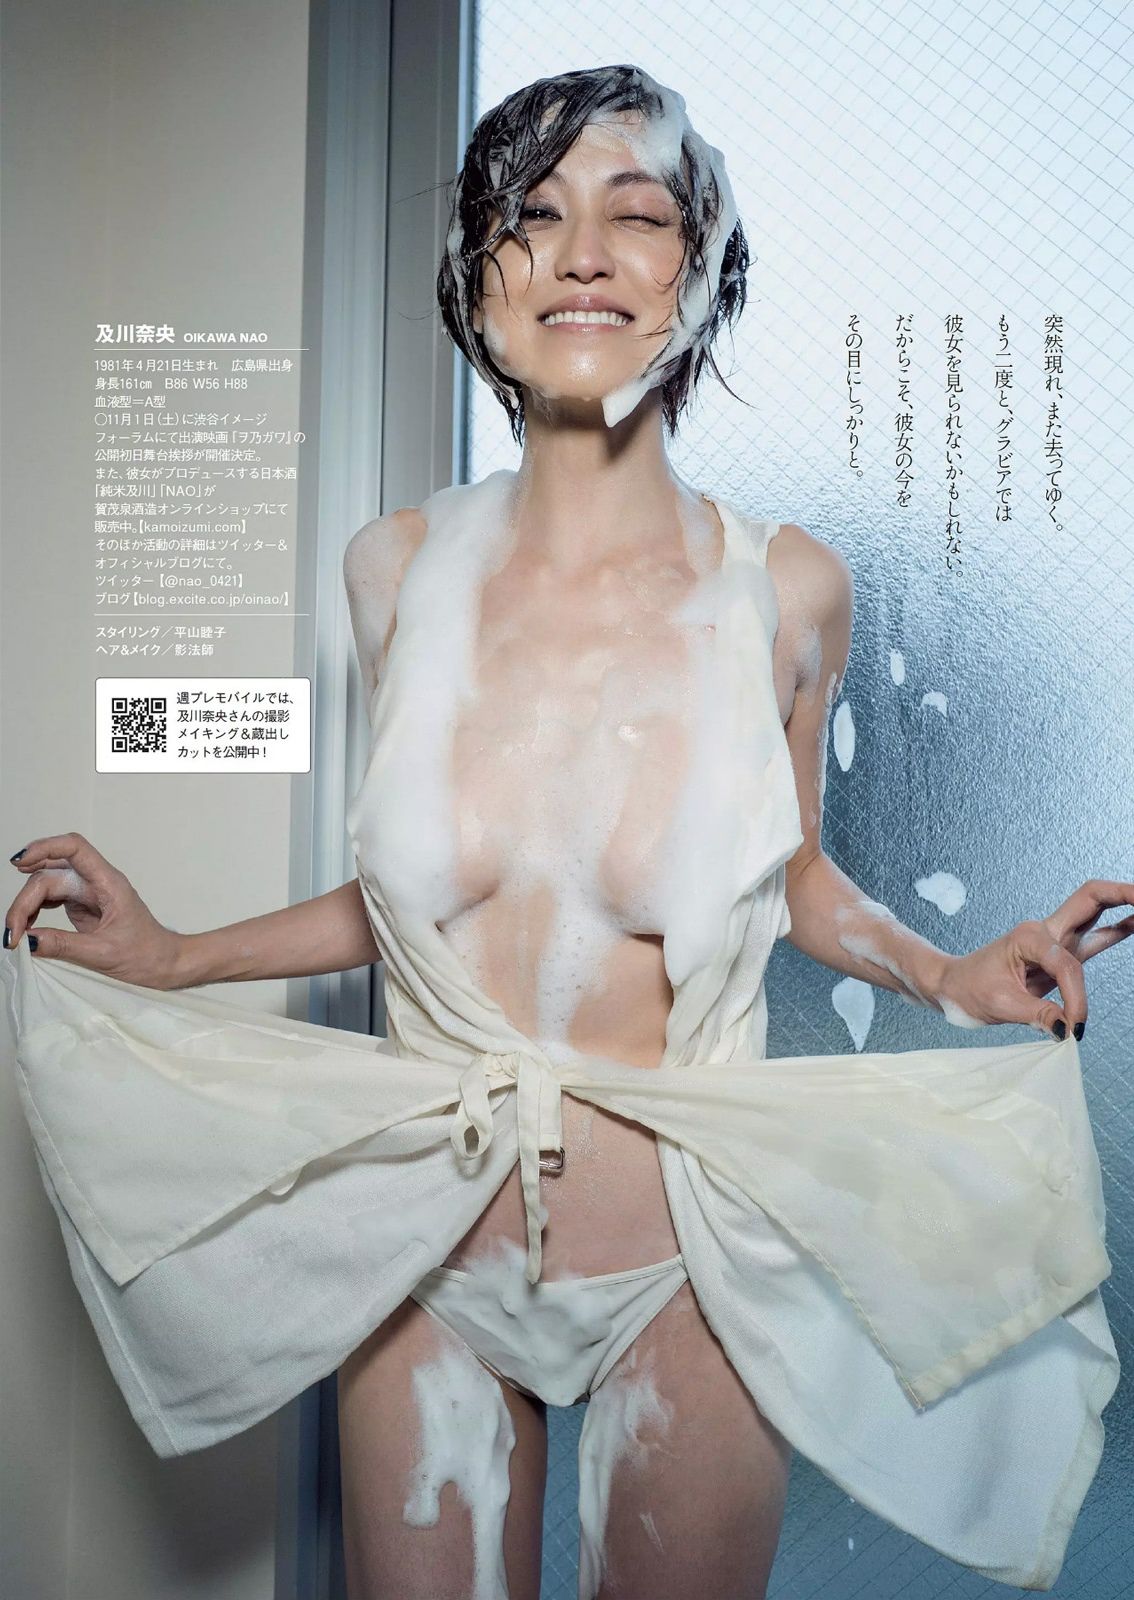 及川奈央 OIKAWA NAO
1981年4月21日生まれ　広島県出身
身長161㎝　B86 W56 H88
血液型＝A型
○11月1日(土)に渋谷イメージ
フォーラムにて出演映画『ヲ乃ガワ』の
公開初日舞台挨拶が開催決定。
また、彼女がプロデュースする日本酒
「純米及川」「NAO」が
賀茂泉酒造オンラインショップにて
販売中。【kamoizumi.com】
そのほか活動の詳細はツイッター＆
オフィシャルブログにて。
ツイッター【@nao_0421】
ブログ【blog.excite.co.jp/oinao/】
スタイリング／平山睦子
ヘア＆メイク／影法師
週プレモバイルでは、
及川奈央さんの撮影
メイキング＆蔵出し
カットを公開中！
突然現れ、また去ってゆく。
もう二度と、グラビアでは
彼女を見られないかもしれない。
だからこそ、彼女の今を
その目にしっかりと。